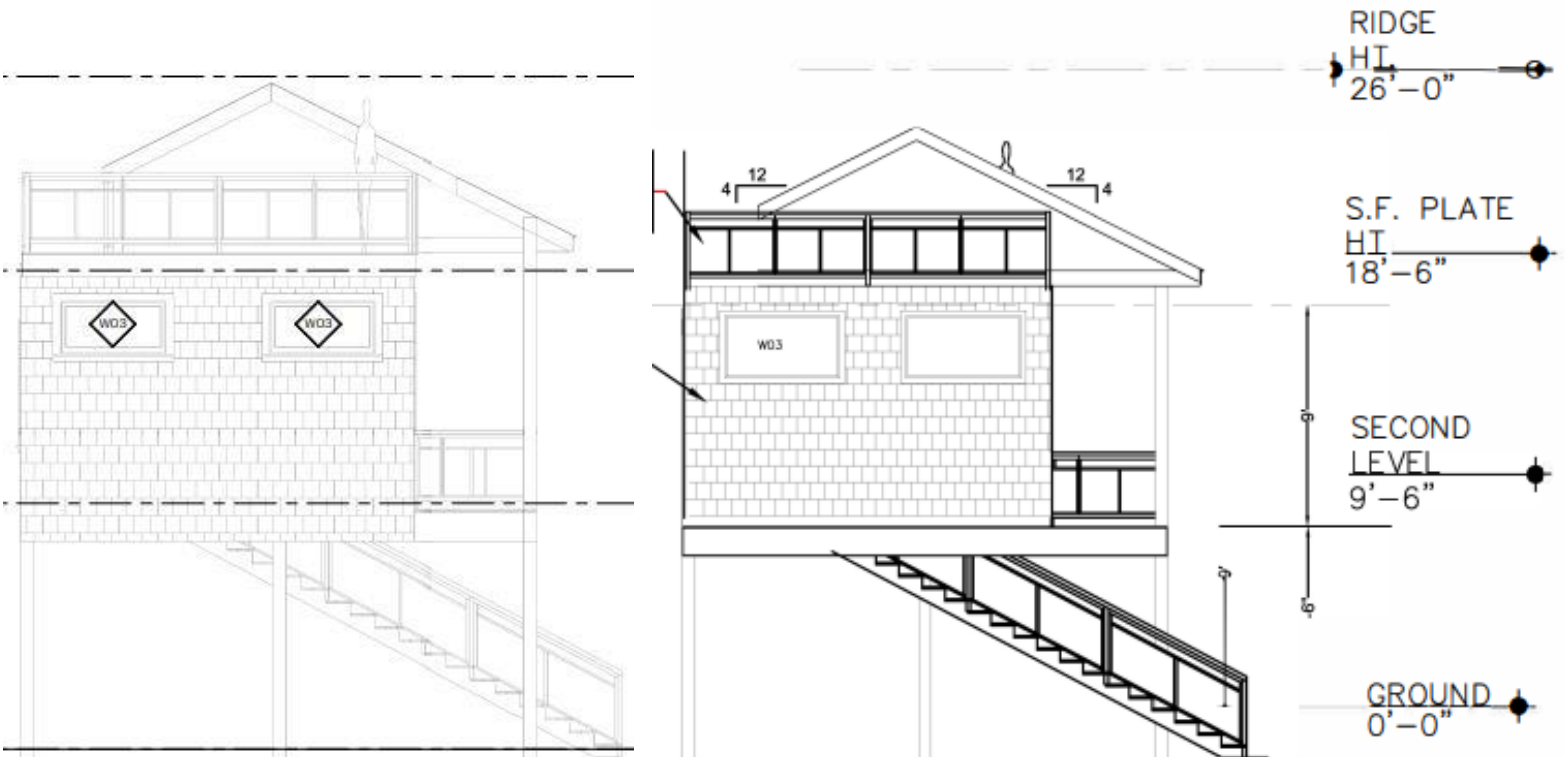 RIDGE
HT.
26'-0"
12
4
12
4
S.F. PLATE
HT
18'-6"
W03
W03
W03
9'
SECOND
LEVEL
9'-6"
9'
GROUND
0'-0"